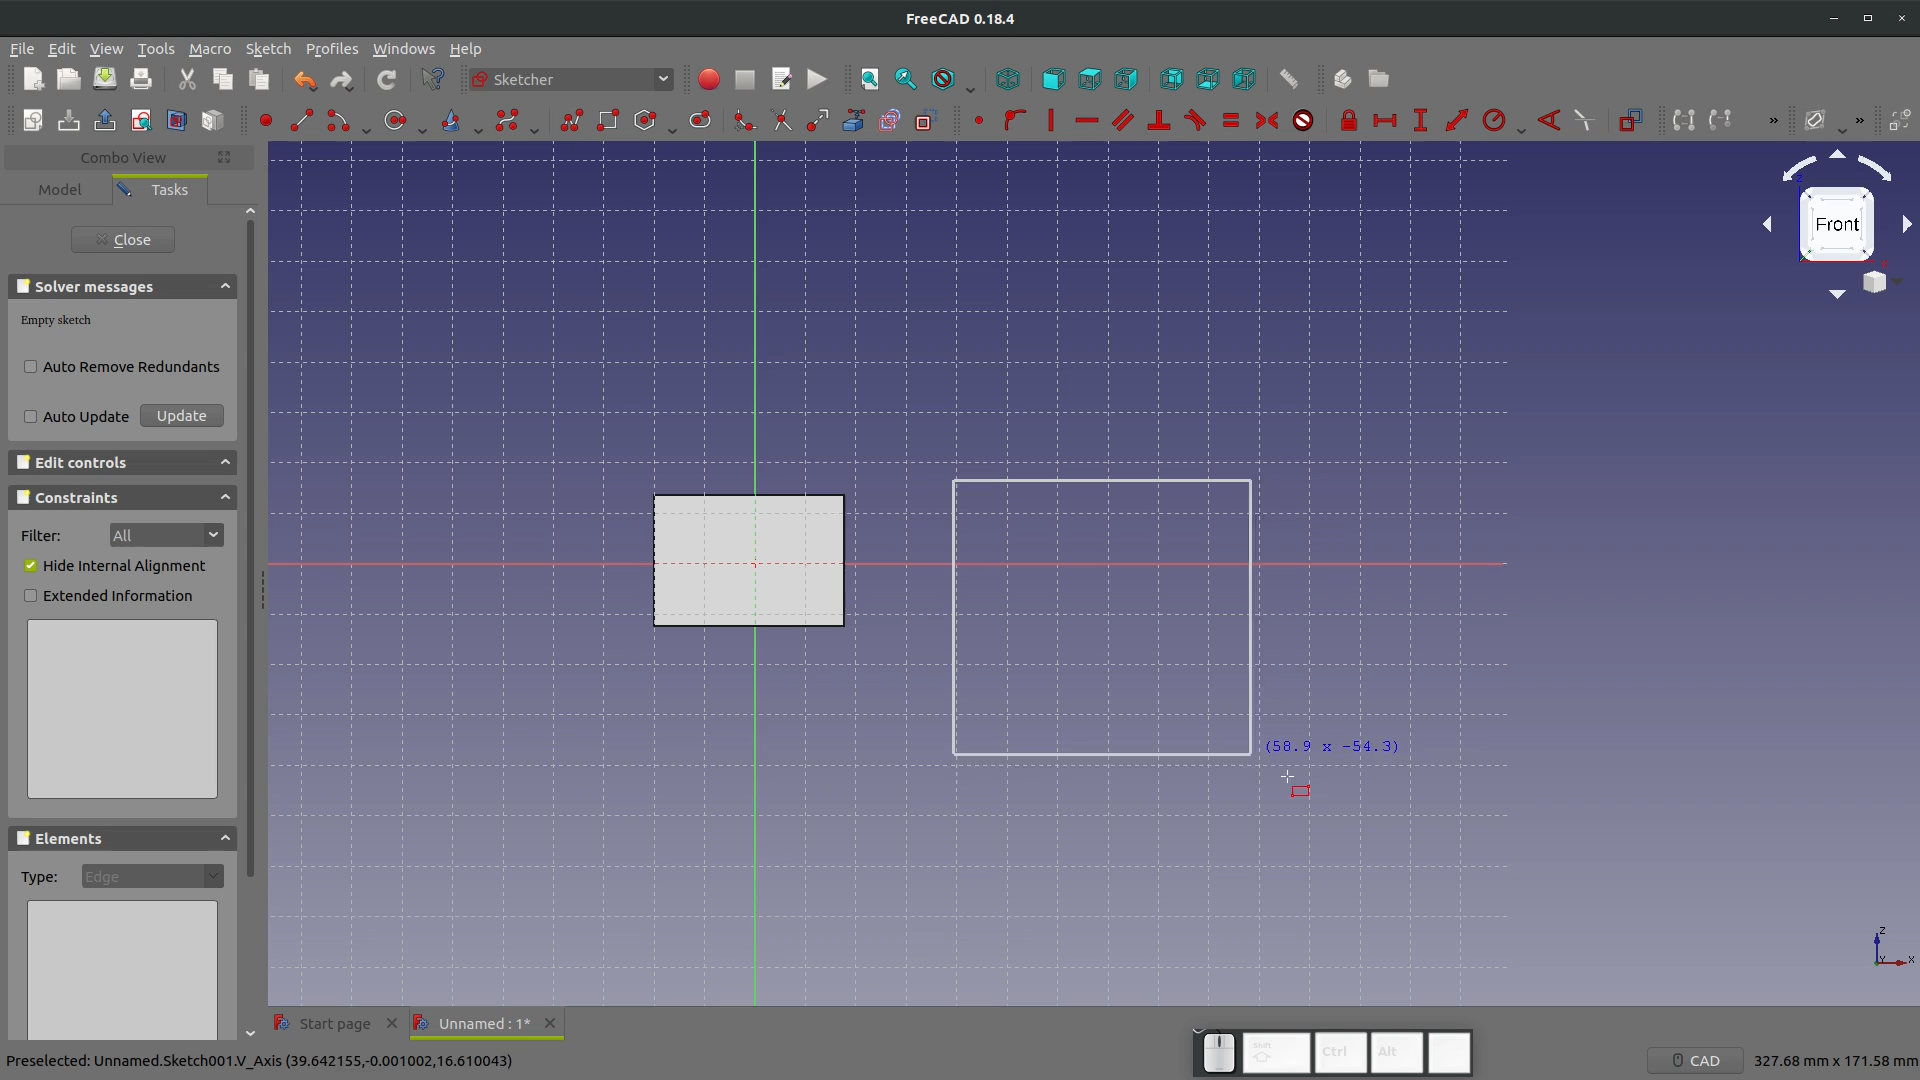 FreeCAD 0.18.4
File Edit View Tools Macro Sketch Profiles Windows Help
Sketcher
Combo View
Model Tasks
Close
Solver messages
Empty sketch
Auto Remove Redundants
Auto Update Update
Edit controls
Constraints
Filter: All
Hide Internal Alignment
Extended Information
Elements
Type: Edge
Front
(58.9 x -54.3)
Z
Y X
Start page Unnamed : 1*
Shift Ctrl Alt
Preselected: Unnamed.Sketch001.V_Axis (39.642155,-0.001002,16.610043)
CAD 327.68 mm x 171.58 mm